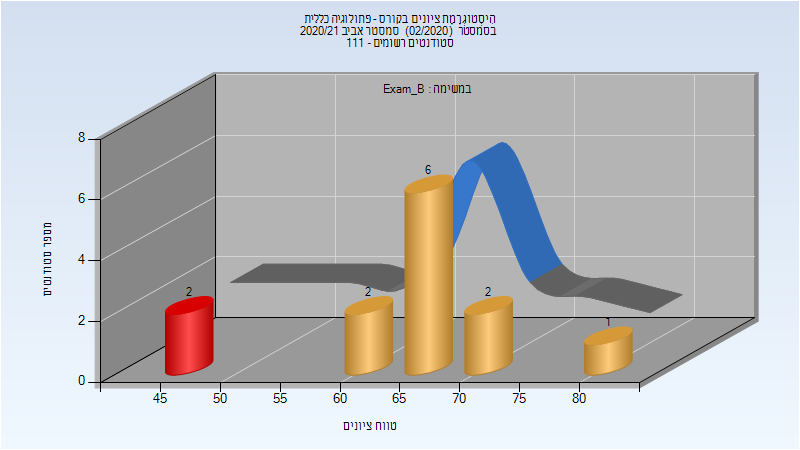 היסטוגרמת ציונים בקורס - פתולוגיה כללית
בסמסטר (02/2020) סמסטר אביב 2020/21
סטודנטים רשומים - 111
במשימה : Exam_B
8
6
4
2
0
מספר סטודנטים
2
2
6
2
1
45 50 55 60 65 70 75 80
טווח ציונים